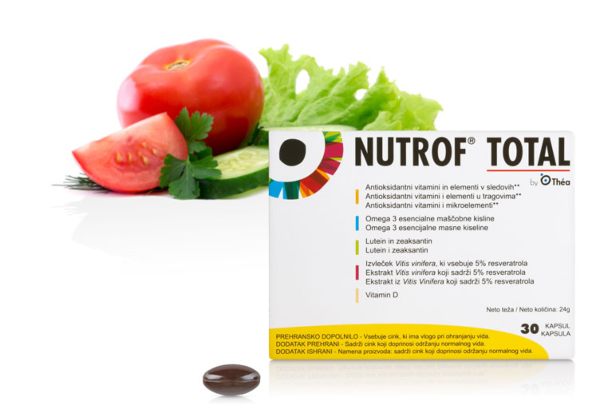 NUTROF® TOTAL
by Théa
Antioksidantni vitamini in elementi v sledovih**
Antioksidantni vitamini i elementi u tragovima**
Antioksidantni vitamini i mikroelementi**
Omega 3 esencialne maščobne kisline
Omega 3 esencijalne masne kiseline
Lutein in zeaksantin
Lutein i zeaksantin
Izvleček Vitis vinifera, ki vsebuje 5% resveratrola
Ekstrakt Vitis vinifera koji sadrži 5% resveratrola
Ekstrakt iz Vitis Vinifera koji sadrži 5% resveratrola
Vitamin D
Neto teža / Neto količina: 24g
30 KAPSUL
KAPSULA
PREHRANSKO DOPOLNILO - Vsebuje cink, ki ima vlogo pri ohranjanju vida.
DODATAK PREHRANI - Sadrži cink koji doprinosi održanju normalnog vida.
DODATAK ISHRANI - Namena proizvoda: sadrži cink koji doprinosi održanju normalnog vida.